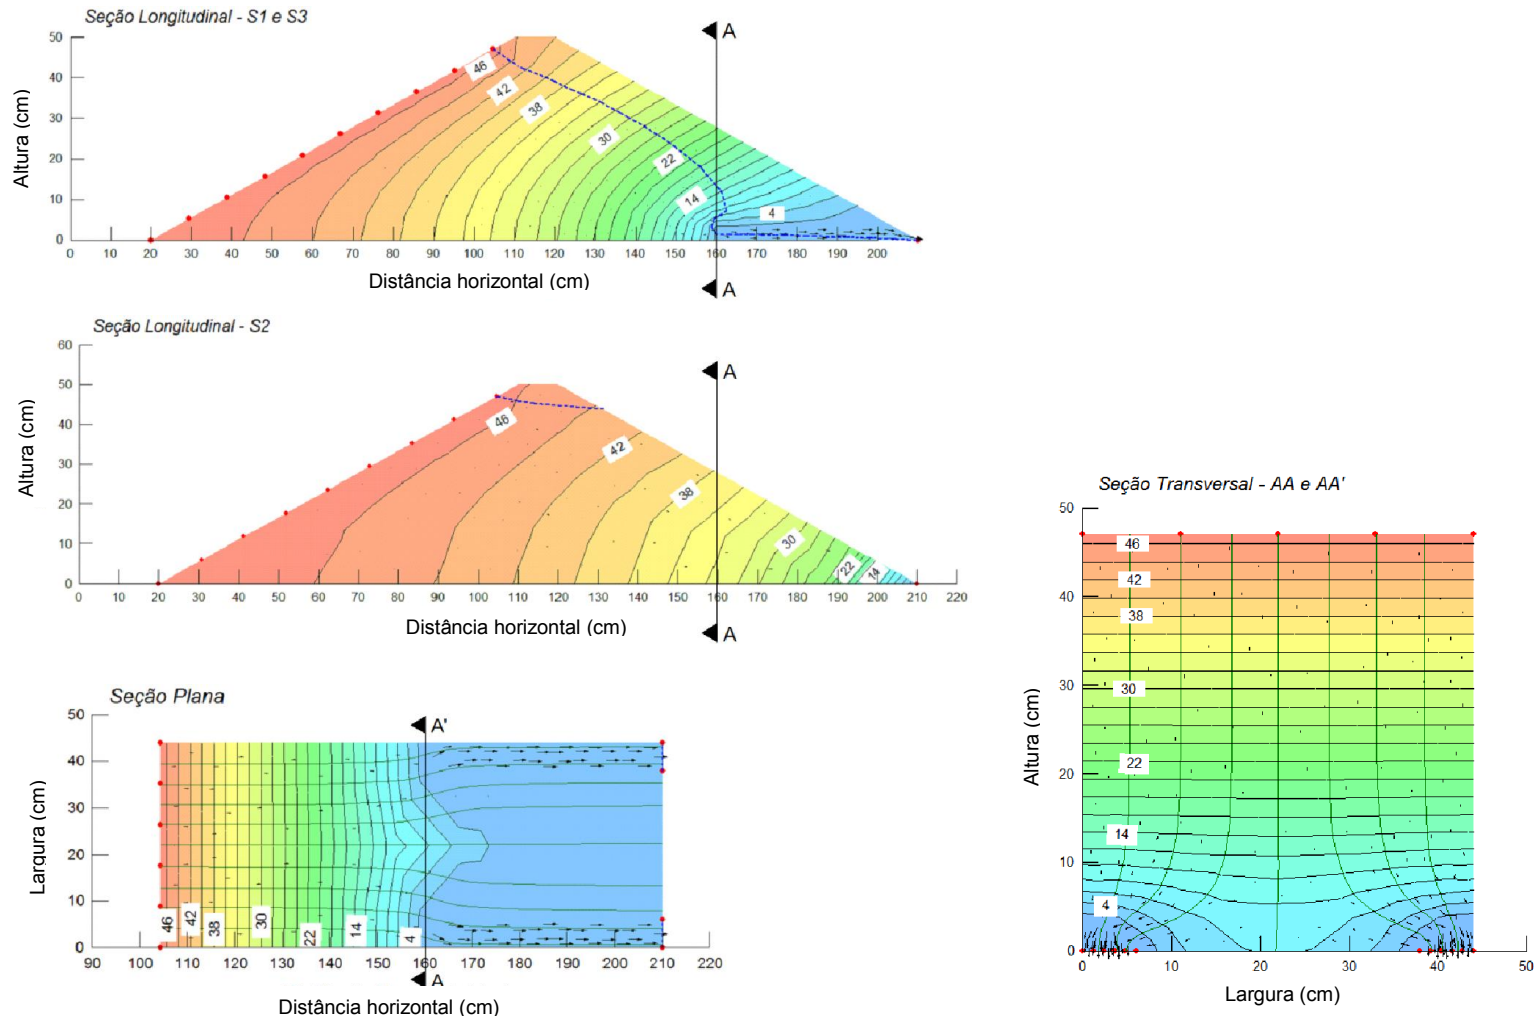 Seção Longitudinal - S1 e S3
A
50
40
30
20
10
0
Altura (cm)
46
42
38
30
22
14
4
0 10 20 30 40 50 60 70 80 90 100 110 120 130 140 150 160 170 180 190 200
Distância horizontal (cm)
A
Seção Longitudinal - S2
A
60
50
40
30
20
10
0
Altura (cm)
46
42
38
30
22
14
0 10 20 30 40 50 60 70 80 90 100 110 120 130 140 150 160 170 180 190 200 210 220
Distância horizontal (cm)
A
Seção Plana
A'
50
40
30
20
10
0
Largura (cm)
46 42 38 30 22 14 4
90 100 110 120 130 140 150 160 170 180 190 200 210 220
A
Distância horizontal (cm)
Seção Transversal - AA e AA'
50
40
30
20
10
0
Altura (cm)
46
42
38
30
22
14
4
0 10 20 30 40 50
Largura (cm)